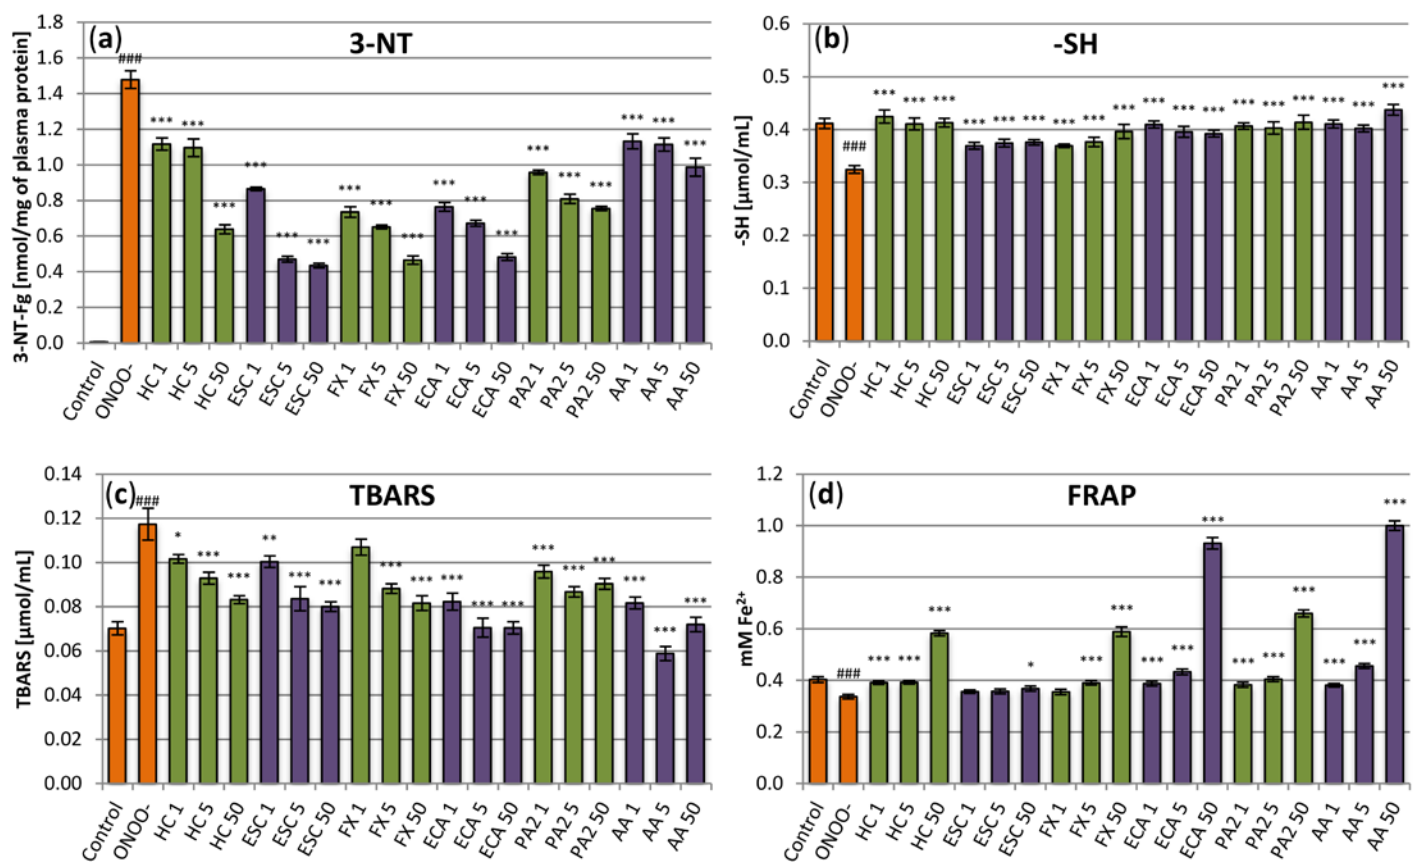 (a) 3-NT
3-NT-Fg [nmol/mg of plasma protein]
1.8
1.6
1.4
1.2
1.0
0.8
0.6
0.4
0.2
0.0
### *** *** *** *** *** *** *** *** *** *** *** *** *** *** *** *** *** ***
Control ONOO- HC 1 HC 5 HC 50 ESC 1 ESC 5 ESC 50 FX 1 FX 5 FX 50 ECA 1 ECA 5 ECA 50 PA2 1 PA2 5 PA2 50 AA 1 AA 5 AA 50
(b) -SH
-SH [µmol/mL]
0.6
0.5
0.4
0.3
0.2
0.1
0.0
### *** *** *** *** *** *** *** *** *** *** *** *** *** *** *** *** *** ***
Control ONOO- HC 1 HC 5 HC 50 ESC 1 ESC 5 ESC 50 FX 1 FX 5 FX 50 ECA 1 ECA 5 ECA 50 PA2 1 PA2 5 PA2 50 AA 1 AA 5 AA 50
(c) TBARS
TBARS [µmol/mL]
0.14
0.12
0.10
0.08
0.06
0.04
0.02
0.00
### * *** *** ** *** *** *** *** *** *** *** *** *** *** *** *** ***
Control ONOO- HC 1 HC 5 HC 50 ESC 1 ESC 5 ESC 50 FX 1 FX 5 FX 50 ECA 1 ECA 5 ECA 50 PA2 1 PA2 5 PA2 50 AA 1 AA 5 AA 50
(d) FRAP
mM Fe²⁺
1.2
1.0
0.8
0.6
0.4
0.2
0.0
### *** *** *** * *** *** *** *** *** *** *** *** *** *** ***
Control ONOO- HC 1 HC 5 HC 50 ESC 1 ESC 5 ESC 50 FX 1 FX 5 FX 50 ECA 1 ECA 5 ECA 50 PA2 1 PA2 5 PA2 50 AA 1 AA 5 AA 50